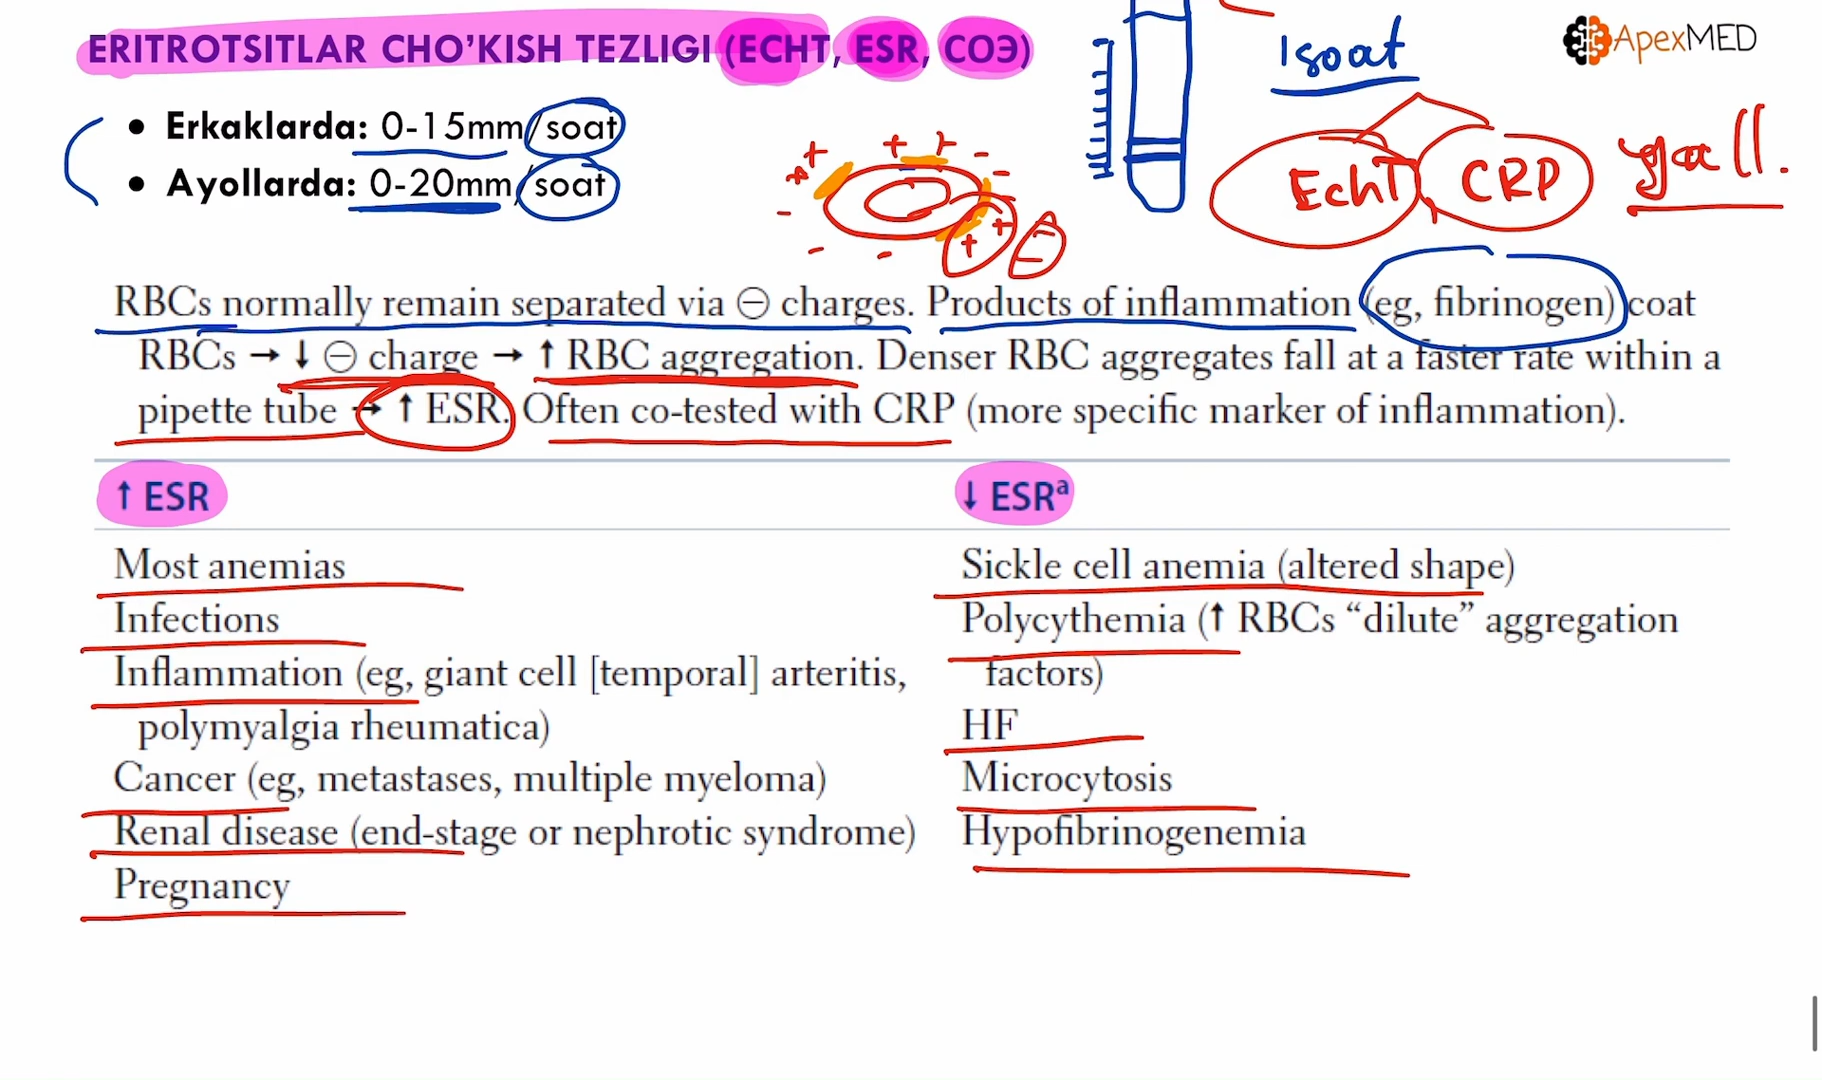 ERITROTSITLAR CHO’KISH TEZLIGI (ECHT, ESR, СОЭ)
1soat
ApexMED
• Erkaklarda: 0-15mm/soat
• Ayollarda: 0-20mm/soat
EchT CRP
RBCs normally remain separated via ⊖ charges. Products of inflammation (eg, fibrinogen) coat
RBCs → ↓ ⊖ charge → ↑ RBC aggregation. Denser RBC aggregates fall at a faster rate within a
pipette tube → ↑ ESR. Often co-tested with CRP (more specific marker of inflammation).
↑ ESR
↓ ESRᵃ
Most anemias
Infections
Inflammation (eg, giant cell [temporal] arteritis,
polymyalgia rheumatica)
Cancer (eg, metastases, multiple myeloma)
Renal disease (end-stage or nephrotic syndrome)
Pregnancy
Sickle cell anemia (altered shape)
Polycythemia (↑ RBCs “dilute” aggregation
factors)
HF
Microcytosis
Hypofibrinogenemia